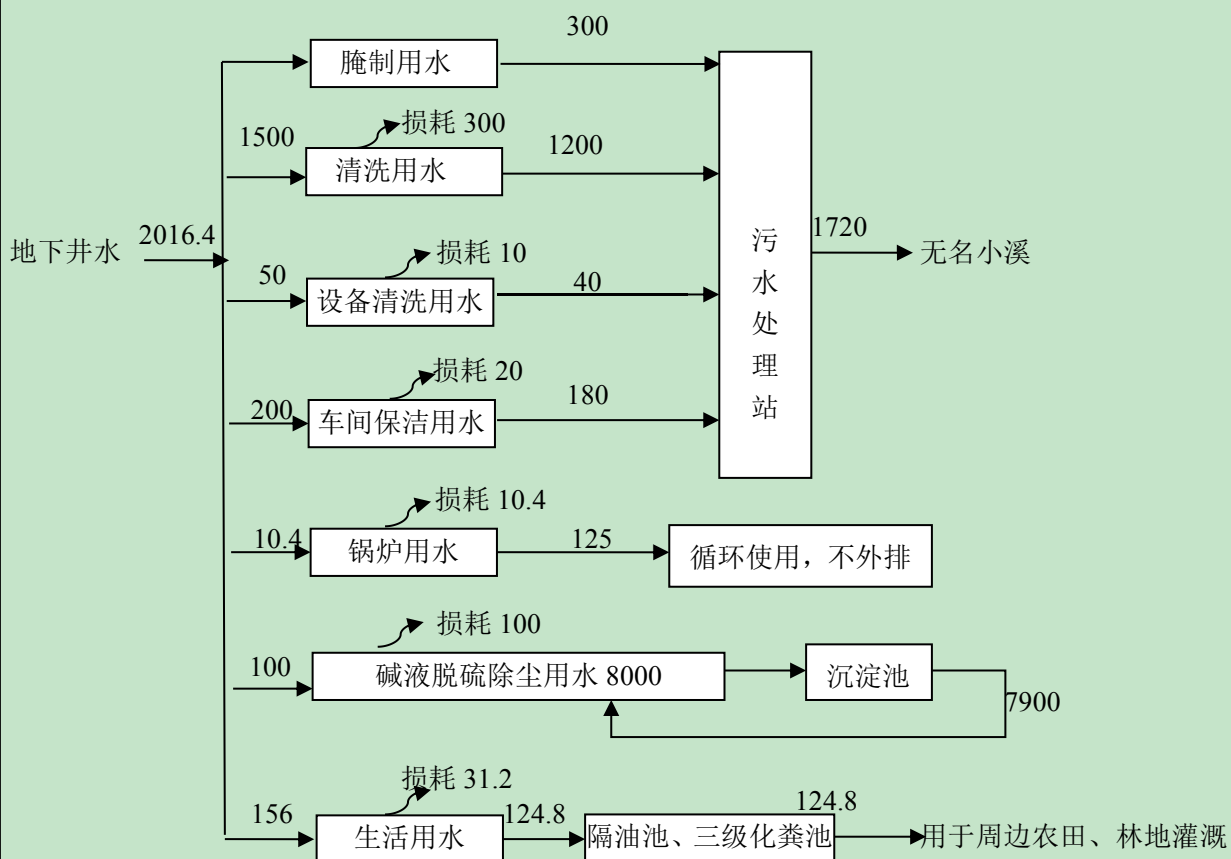 300
腌制用水
损耗 300
1500
1200
清洗用水
地下井水
2016.4
损耗 10
50
40
设备清洗用水
污水处理站
1720
无名小溪
损耗 20
200
180
车间保洁用水
损耗 10.4
10.4
锅炉用水
125
循环使用，不外排
损耗 100
100
碱液脱硫除尘用水 8000
沉淀池
7900
损耗 31.2
156
生活用水
124.8
隔油池、三级化粪池
124.8
用于周边农田、林地灌溉